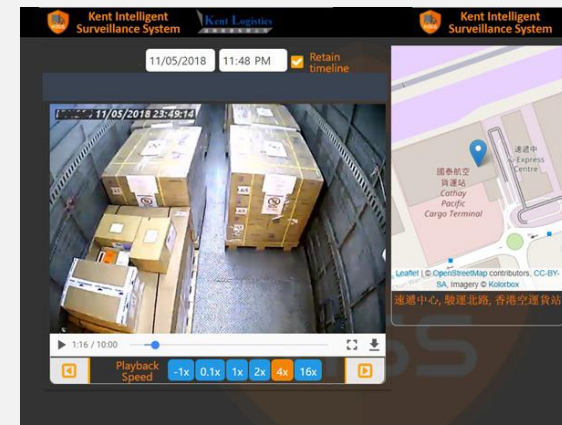 Kent Intelligent
Surveillance System
Kent Logistics
Kent Intelligent
Surveillance System
11/05/2018
11:48 PM
Retain
timeline
11/05/2018 23:49:14
1:16 / 10:00
Playback
Speed
-1x
0.1x
1x
2x
4x
16x
國泰航空
貨運站
Cathay
Pacific
Cargo Terminal
速遞中
Express
Centre
Leaflet | © OpenStreetMap contributors, CC-BY-
SA, Imagery © Kolorbox
速遞中心, 駿運北路, 香港空運貨站